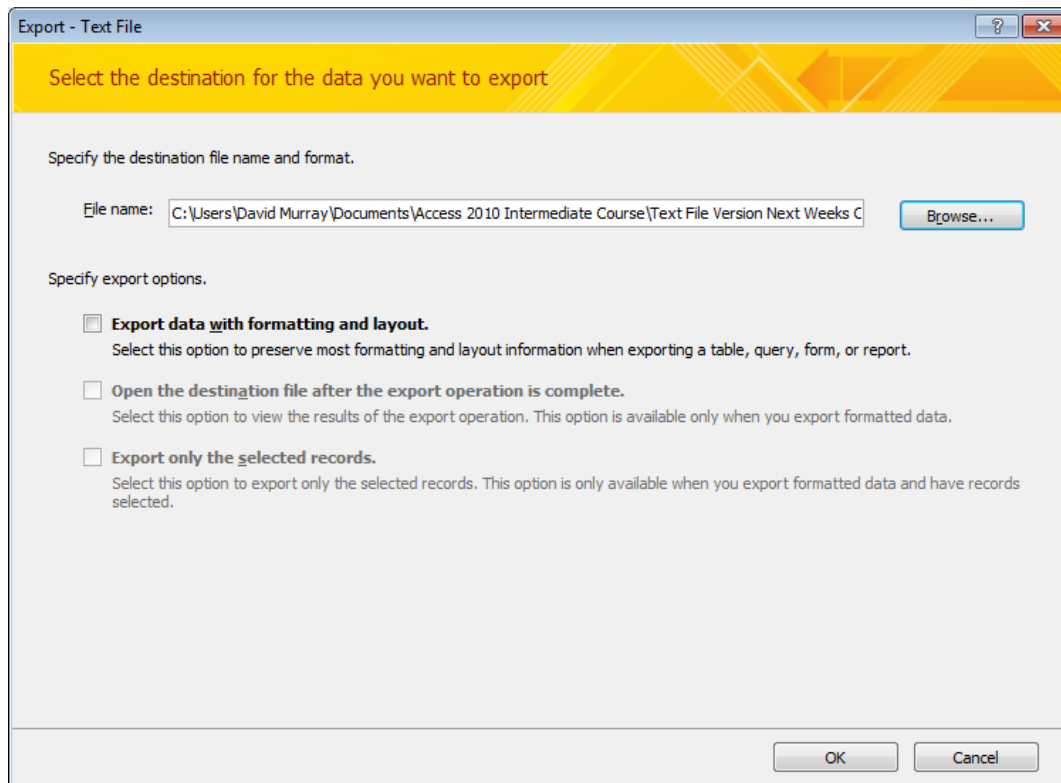 Export - Text File
Select the destination for the data you want to export
Specify the destination file name and format.
File name: C:\Users\David Murray\Documents\Access 2010 Intermediate Course\Text File Version Next Weeks C
Browse...
Specify export options.
Export data with formatting and layout.
Select this option to preserve most formatting and layout information when exporting a table, query, form, or report.
Open the destination file after the export operation is complete.
Select this option to view the results of the export operation. This option is available only when you export formatted data.
Export only the selected records.
Select this option to export only the selected records. This option is only available when you export formatted data and have records
selected.
OK
Cancel